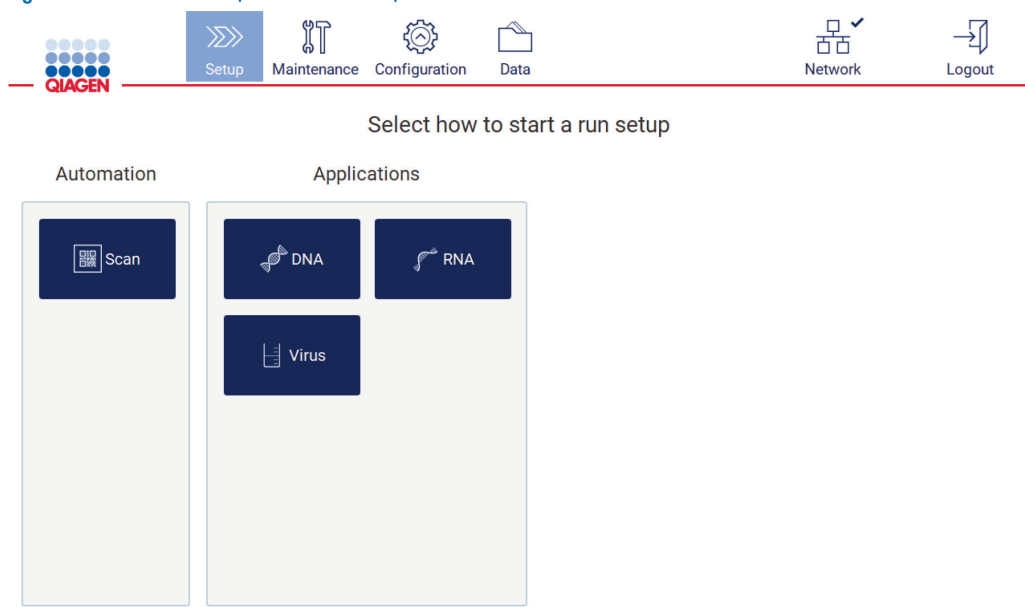 Setup Maintenance Configuration Data Network Logout
QIAGEN
Select how to start a run setup
Automation Applications
Scan DNA RNA
Virus